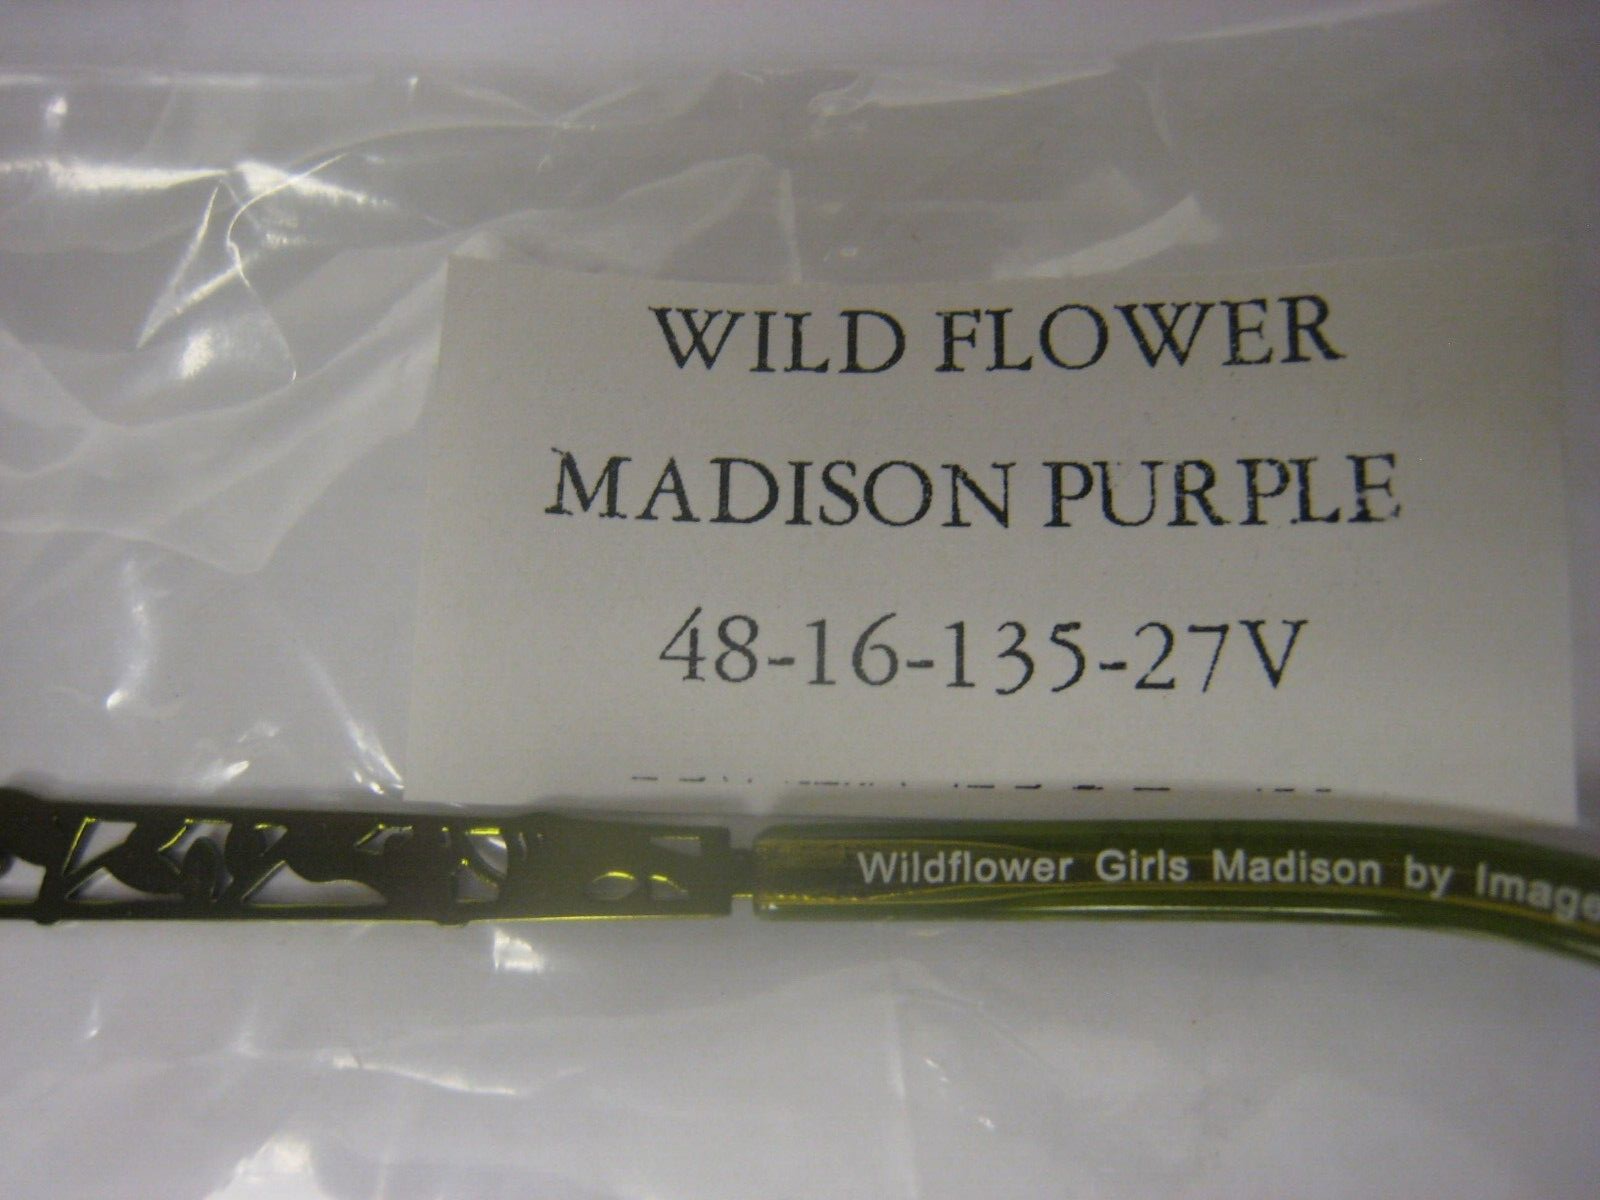 WILD FLOWER
MADISON PURPLE
48-16-135-27V
Wildflower Girls Madison by Image